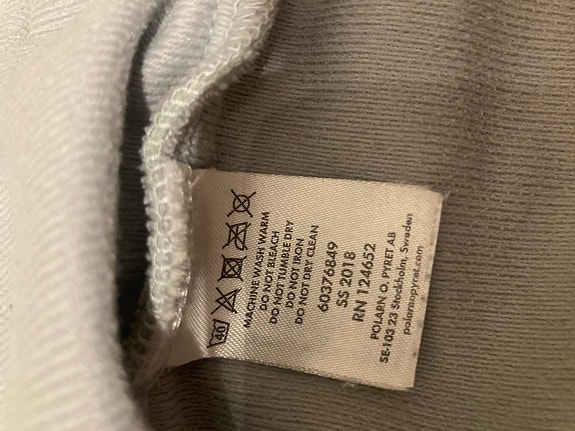 40
MACHINE WASH WARM
DO NOT BLEACH
DO NOT TUMBLE DRY
DO NOT IRON
DO NOT DRY CLEAN
60376849
SS 2018
RN 124652
POLARN O. PYRET AB
SE-103 23 Stockholm, Sweden
polarnopyret.com